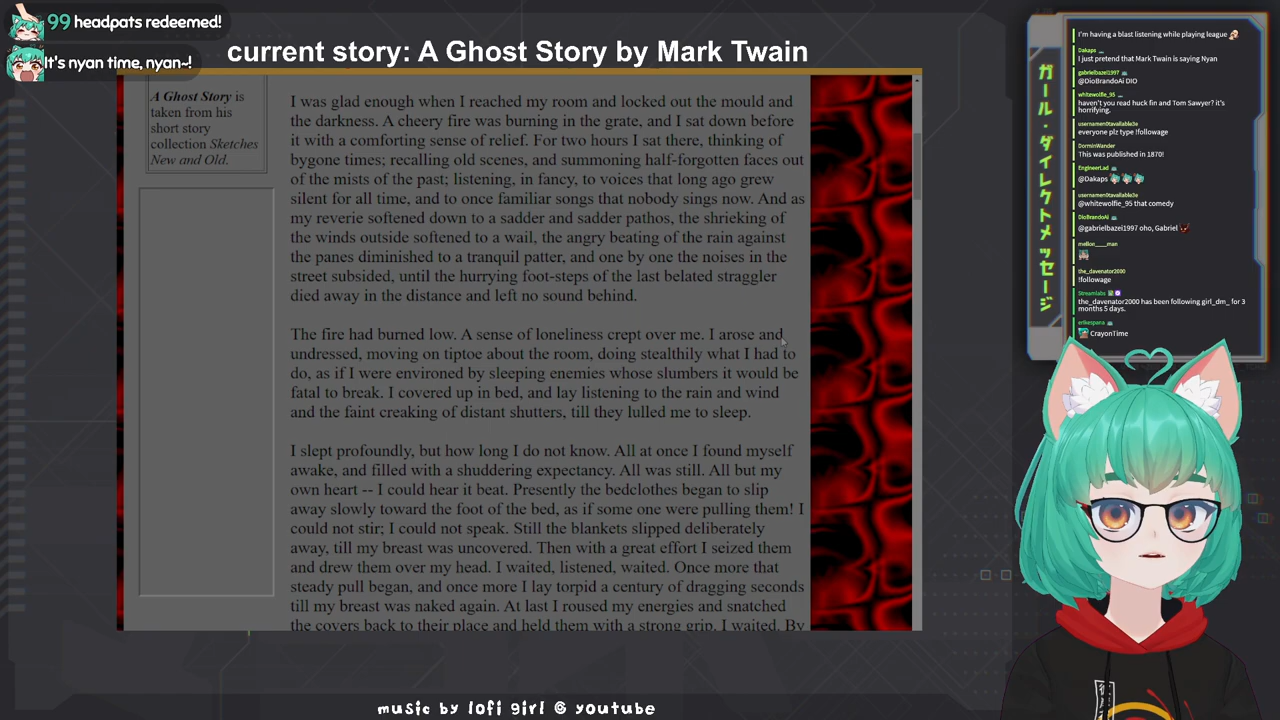 99 headpats redeemed!
It's nyan time, nyan~!
current story: A Ghost Story by Mark Twain
A Ghost Story is
taken from his
short story
collection Sketches
New and Old.
I was glad enough when I reached my room and locked out the mould and
the darkness. A cheery fire was burning in the grate, and I sat down before
it with a comforting sense of relief. For two hours I sat there, thinking of
bygone times; recalling old scenes, and summoning half-forgotten faces out
of the mists of the past; listening, in fancy, to voices that long ago grew
silent for all time, and to once familiar songs that nobody sings now. And as
my reverie softened down to a sadder and sadder pathos, the shrieking of
the winds outside softened to a wail, the angry beating of the rain against
the panes diminished to a tranquil patter, and one by one the noises in the
street subsided, until the hurrying foot-steps of the last belated straggler
died away in the distance and left no sound behind.
The fire had burned low. A sense of loneliness crept over me. I arose and
undressed, moving on tiptoe about the room, doing stealthily what I had to
do, as if I were environed by sleeping enemies whose slumbers it would be
fatal to break. I covered up in bed, and lay listening to the rain and wind
and the faint creaking of distant shutters, till they lulled me to sleep.
I slept profoundly, but how long I do not know. All at once I found myself
awake, and filled with a shuddering expectancy. All was still. All but my
own heart -- I could hear it beat. Presently the bedclothes began to slip
away slowly toward the foot of the bed, as if some one were pulling them! I
could not stir; I could not speak. Still the blankets slipped deliberately
away, till my breast was uncovered. Then with a great effort I seized them
and drew them over my head. I waited, listened, waited. Once more that
steady pull began, and once more I lay torpid a century of dragging seconds
till my breast was naked again. At last I roused my energies and snatched
the covers back to their place and held them with a strong grip. I waited. By
ガール・ダイレクトメッセージ
I'm having a blast listening while playing league
Dakaps
I just pretend that Mark Twain is saying Nyan
gabrielbazei1997
@DioBrandoAi DIO
whitewolfie_95
haven't you read huck fin and Tom Sawyer? it's
horrifying.
username0tavailable3e
everyone plz type !followage
DorminWander
This was published in 1870!
EngineerLad
@Dakaps
username0tavailable3e
@whitewolfie_95 that comedy
DioBrandoAi
@gabrielbazei1997 oho, Gabriel
mellon____man
the_davenator2000
!followage
Streamlabs
the_davenator2000 has been following girl_dm_ for 3
months 5 days.
erikespera
CrayonTime
music by lofi girl @ youtube